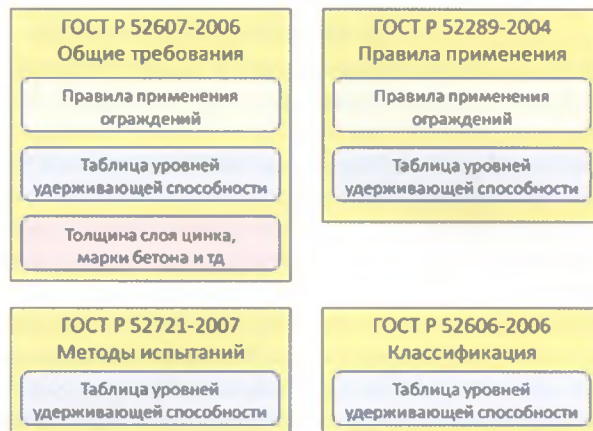 ГОСТ Р 52607-2006
Общие требования
Правила применения
ограждений
Таблица уровней
удерживающей способности
Толщина слоя цинка,
марки бетона и тд
ГОСТ Р 52289-2004
Правила применения
Правила применения
ограждений
Таблица уровней
удерживающей способности
ГОСТ Р 52721-2007
Методы испытаний
Таблица уровней
удерживающей способности
ГОСТ Р 52606-2006
Классификация
Таблица уровней
удерживающей способности